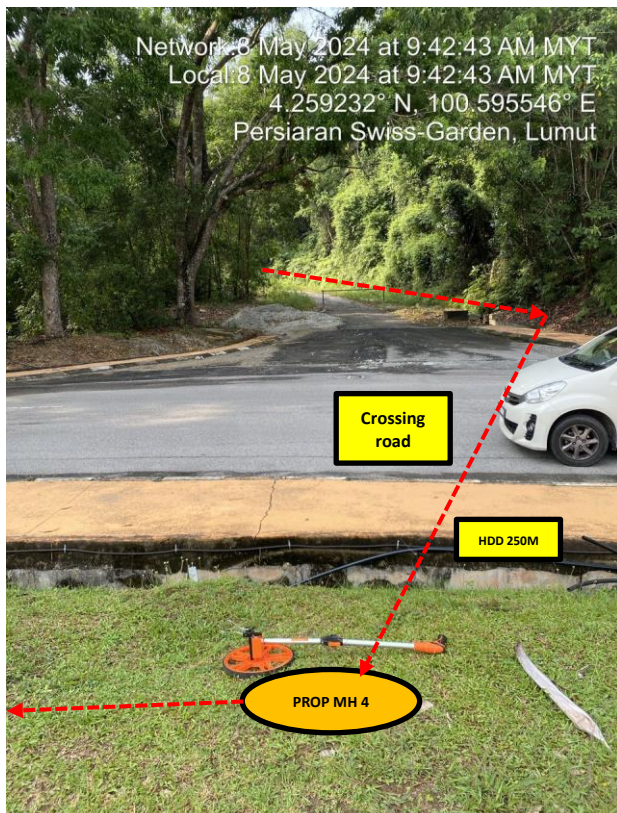 Network:8 May 2024 at 9:42:43 AM MYT
Local:8 May 2024 at 9:42:43 AM MYT
4.259232° N, 100.595546° E
Persiaran Swiss-Garden, Lumut
Crossing
road
HDD 250M
PROP MH 4